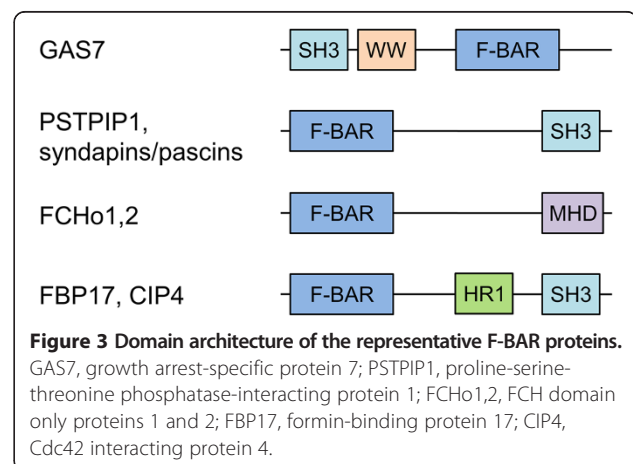 GAS7 SH3 WW F-BAR
PSTPIP1,
syndapins/pascins F-BAR SH3
FCHo1,2 F-BAR MHD
FBP17, CIP4 F-BAR HR1 SH3
Figure 3 Domain architecture of the representative F-BAR proteins.
GAS7, growth arrest-specific protein 7; PSTPIP1, proline-serine-
threonine phosphatase-interacting protein 1; FCHo1,2, FCH domain
only proteins 1 and 2; FBP17, formin-binding protein 17; CIP4,
Cdc42 interacting protein 4.